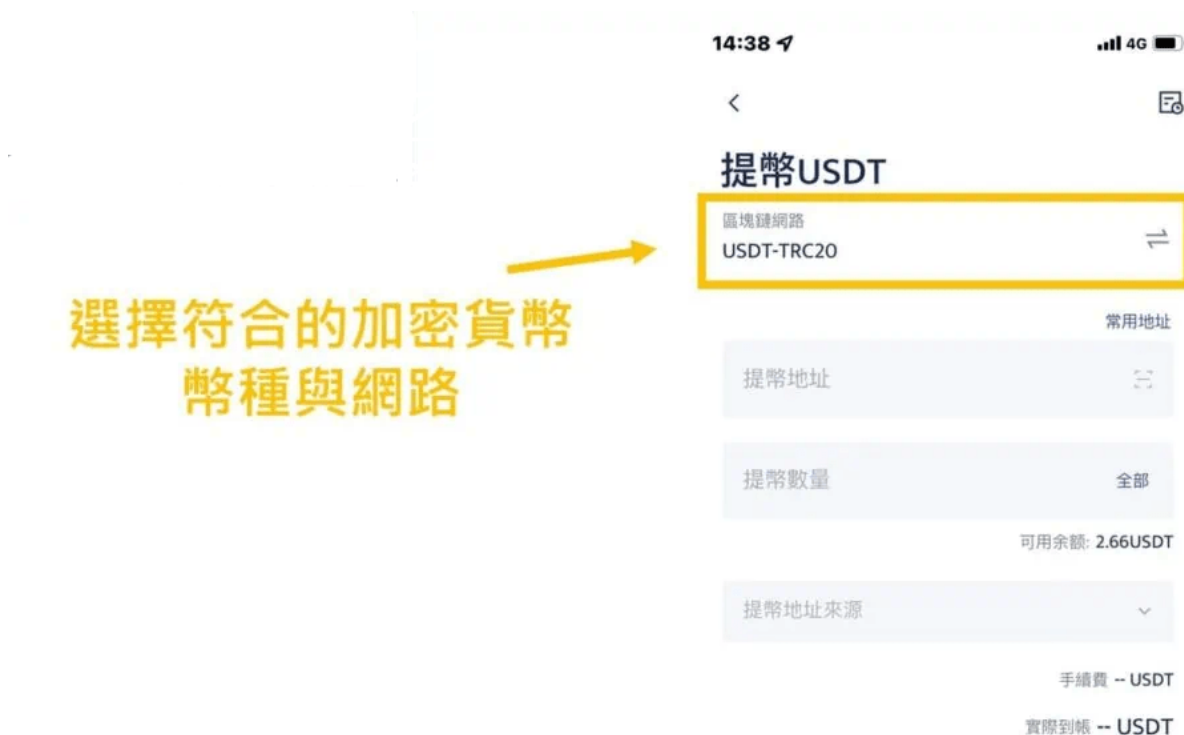 14:38
4G
提幣USDT
區塊鏈網路
USDT-TRC20
選擇符合的加密貨幣
幣種與網路
常用地址
提幣地址
提幣數量
全部
可用余额: 2.66USDT
提幣地址來源
手續費 -- USDT
實際到帳 -- USDT